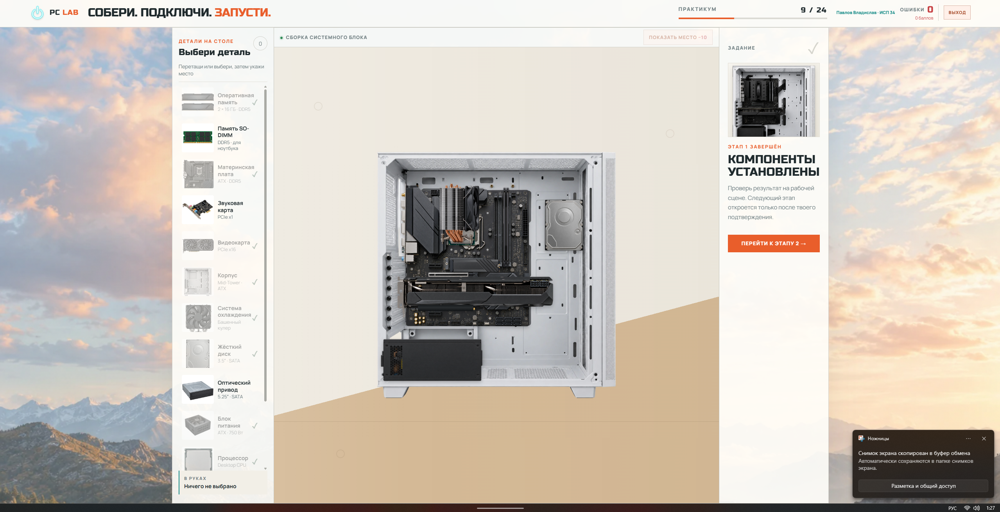 PC LAB
СОБЕРИ. ПОДКЛЮЧИ. ЗАПУСТИ.
ПРАКТИКУМ
9 / 24
Павлов Владислав · ИСП 34
ОШИБКИ 0
0 баллов
ВЫХОД
ДЕТАЛИ НА СТОЛЕ
Выбери деталь
0
Перетащи или выбери, затем укажи
место
Оперативная
память
2 × 16 ГБ · DDR5
Память SO-
DIMM
DDR5 · для
ноутбука
Материнская
плата
ATX · DDR5
Звуковая
карта
PCIe x1
Видеокарта
PCIe x16
Корпус
Mid-Tower ·
ATX
Система
охлаждения
Башенный
кулер
Жёсткий
диск
3.5″ · SATA
Оптический
привод
5.25″ · SATA
Блок
питания
ATX · 750 Вт
Процессор
Desktop CPU
В РУКАХ
Ничего не выбрано
СБОРКА СИСТЕМНОГО БЛОКА
ПОКАЗАТЬ МЕСТО −10
ЗАДАНИЕ
ЭТАП 1 ЗАВЕРШЁН
КОМПОНЕНТЫ
УСТАНОВЛЕНЫ
Проверь результат на рабочей
сцене. Следующий этап
откроется только после твоего
подтверждения.
ПЕРЕЙТИ К ЭТАПУ 2 →
Ножницы
Снимок экрана скопирован в буфер обмена
Автоматически сохраняются в папке снимков
экрана.
Разметка и общий доступ
РУС
1:27